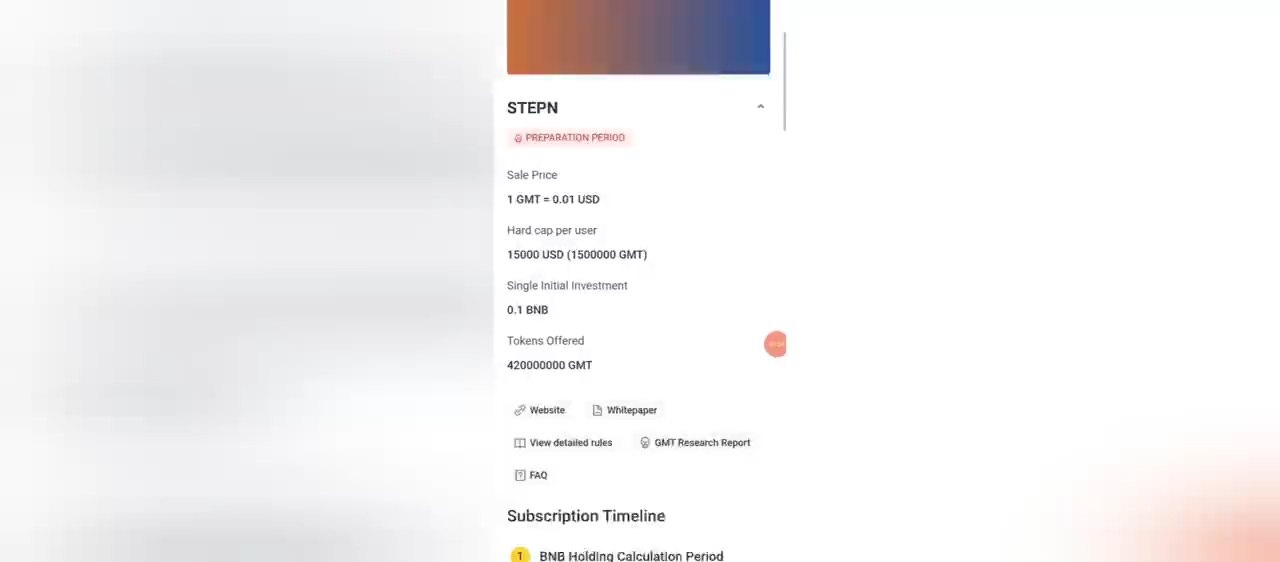 STEPN
PREPARATION PERIOD
Sale Price
1 GMT = 0.01 USD
Hard cap per user
15000 USD (1500000 GMT)
Single Initial Investment
0.1 BNB
Tokens Offered
420000000 GMT
Website Whitepaper
View detailed rules GMT Research Report
FAQ
Subscription Timeline
1 BNB Holding Calculation Period